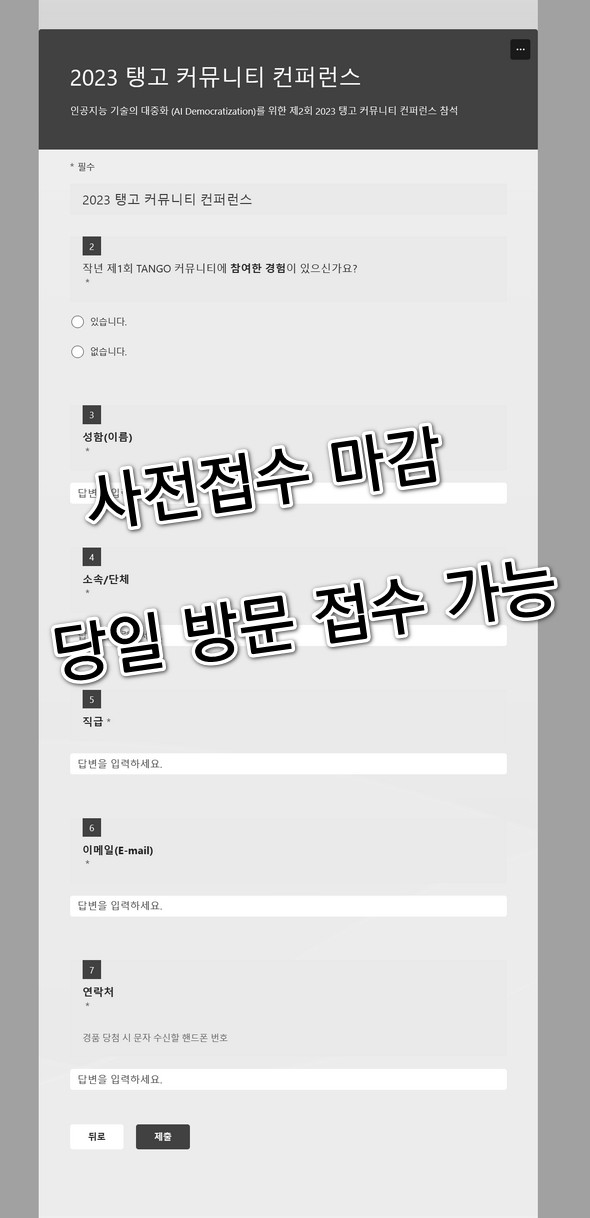 2023 탱고 커뮤니티 컨퍼런스
인공지능 기술의 대중화 (AI Democratization)를 위한 제2회 2023 탱고 커뮤니티 컨퍼런스 참석
* 필수
2023 탱고 커뮤니티 컨퍼런스
2
작년 제1회 TANGO 커뮤니티에 참여한 경험이 있으신가요?
*
있습니다.
없습니다.
3
성함(이름)
*
사전접수 마감
4
소속/단체
*
당일 방문 접수 가능
5
직급 *
답변을 입력하세요.
6
이메일(E-mail)
*
답변을 입력하세요.
7
연락처
*
경품 당첨 시 문자 수신할 핸드폰 번호
답변을 입력하세요.
뒤로
제출